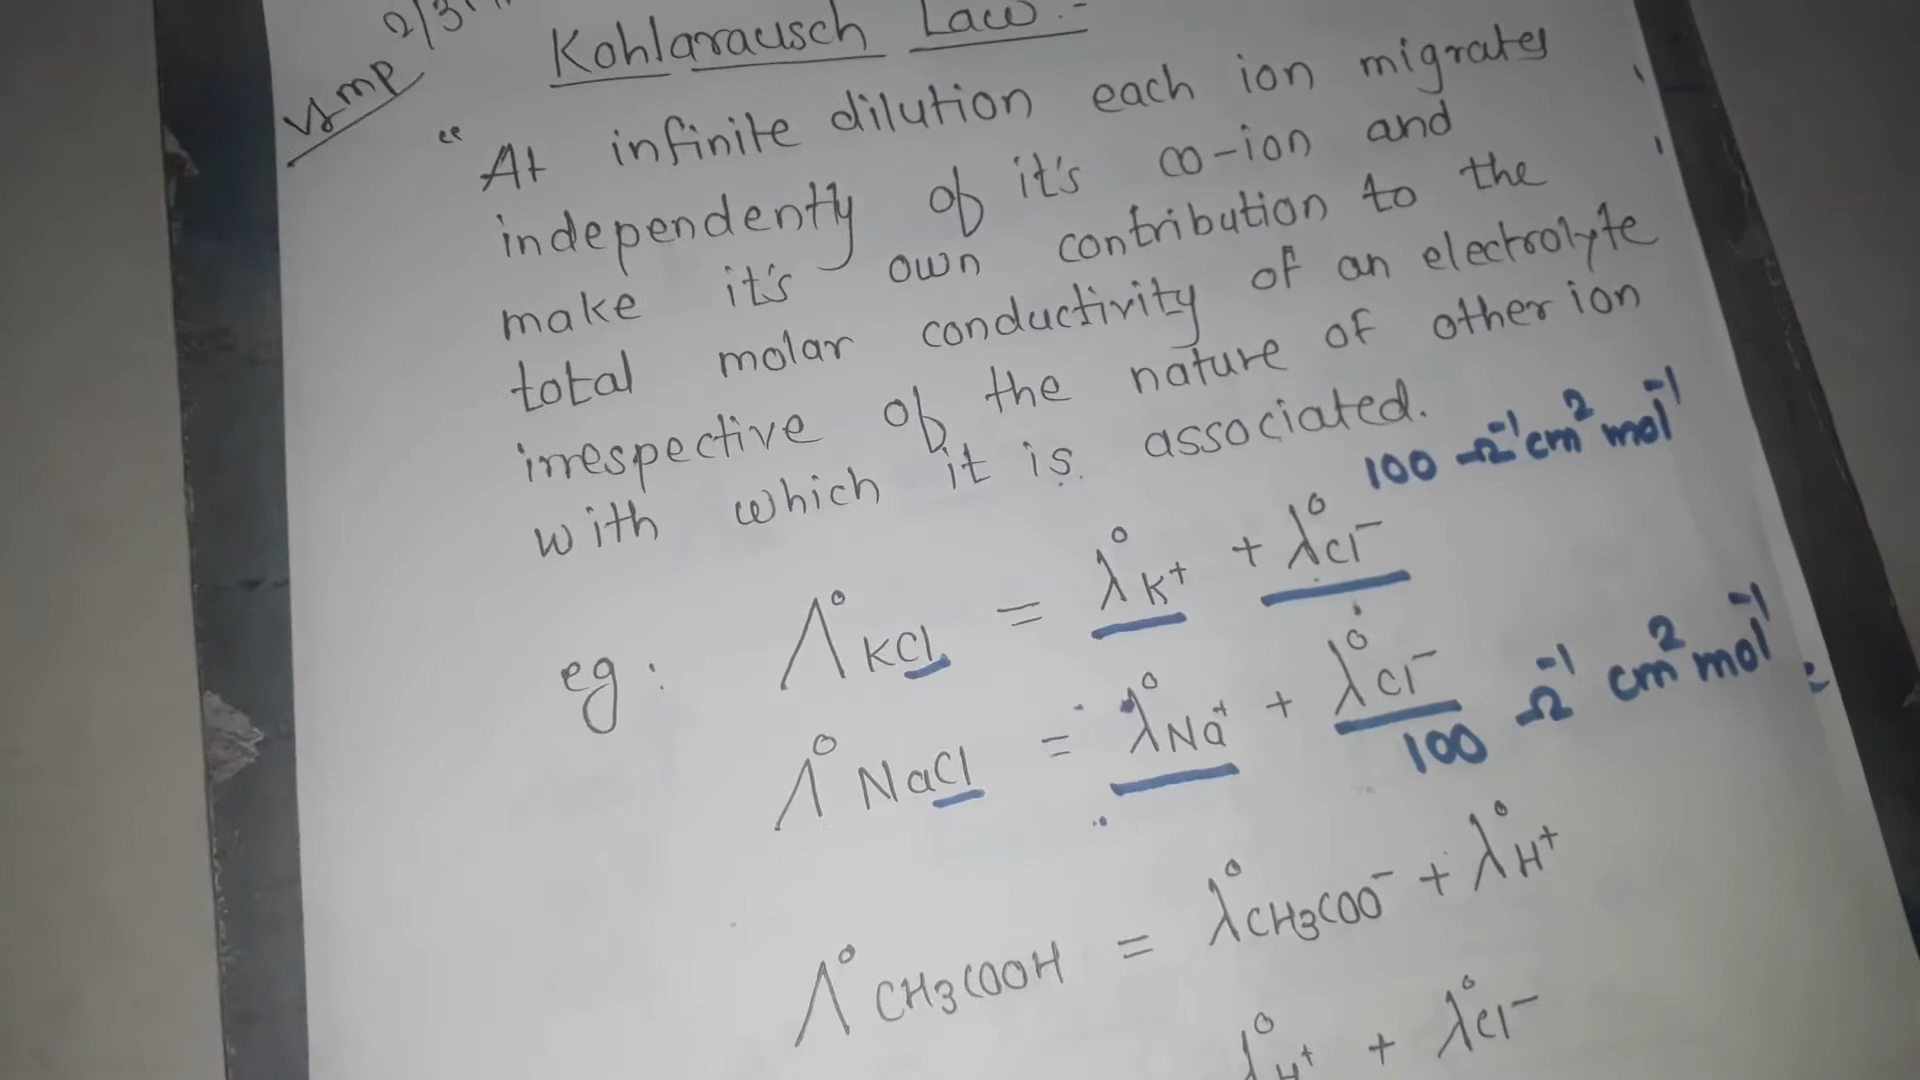 2/3
Kohlarausch Law :-
Imp
" At infinite dilution each ion migrates
independently of it's co-ion and
make it's own contribution to the
total molar conductivity of an electrolyte
irrespective of the nature of other ion
with which it is associated.
100 Ω⁻¹ cm² mol⁻¹
eg: Λ°KCl = λ°K⁺ + λ°Cl⁻
Λ°NaCl = λ°Na⁺ + λ°Cl⁻
100 Ω⁻¹ cm² mol⁻¹
Λ°CH3COOH = λ°CH3COO⁻ + λ°H⁺
λ°H⁺ + λ°Cl⁻